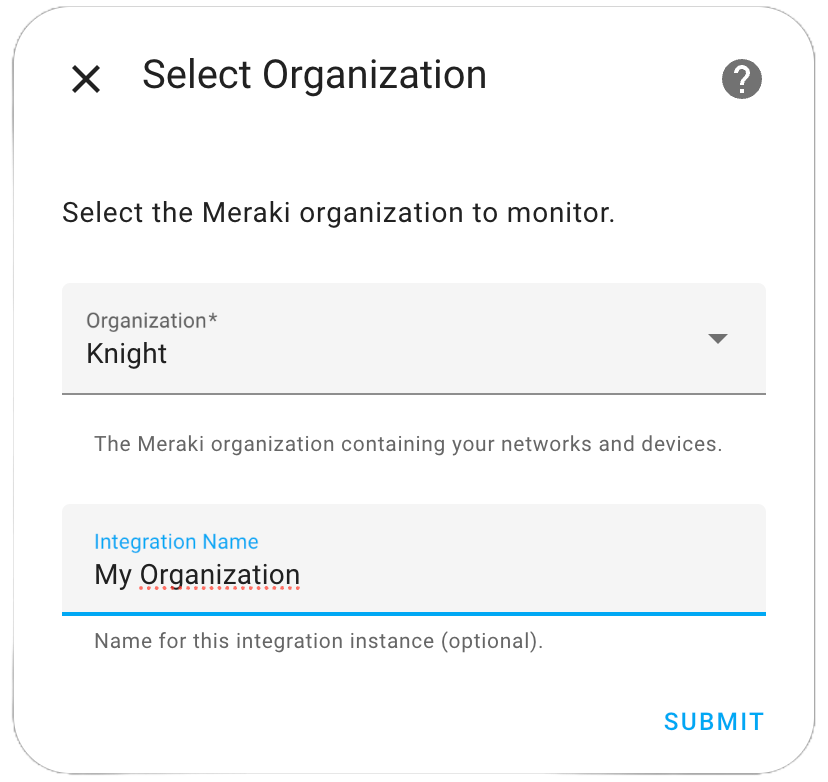 Select Organization
Select the Meraki organization to monitor.
Organization*
Knight
The Meraki organization containing your networks and devices.
Integration Name
My Organization
Name for this integration instance (optional).
SUBMIT